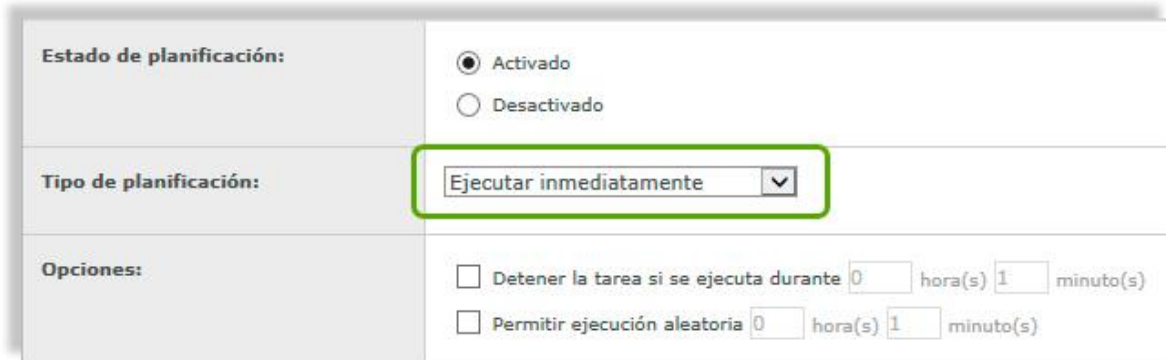 Estado de planificación:
Activado
Desactivado
Tipo de planificación:
Ejecutar inmediatamente
Opciones:
Detener la tarea si se ejecuta durante 0 hora(s) 1 minuto(s)
Permitir ejecución aleatoria 0 hora(s) 1 minuto(s)